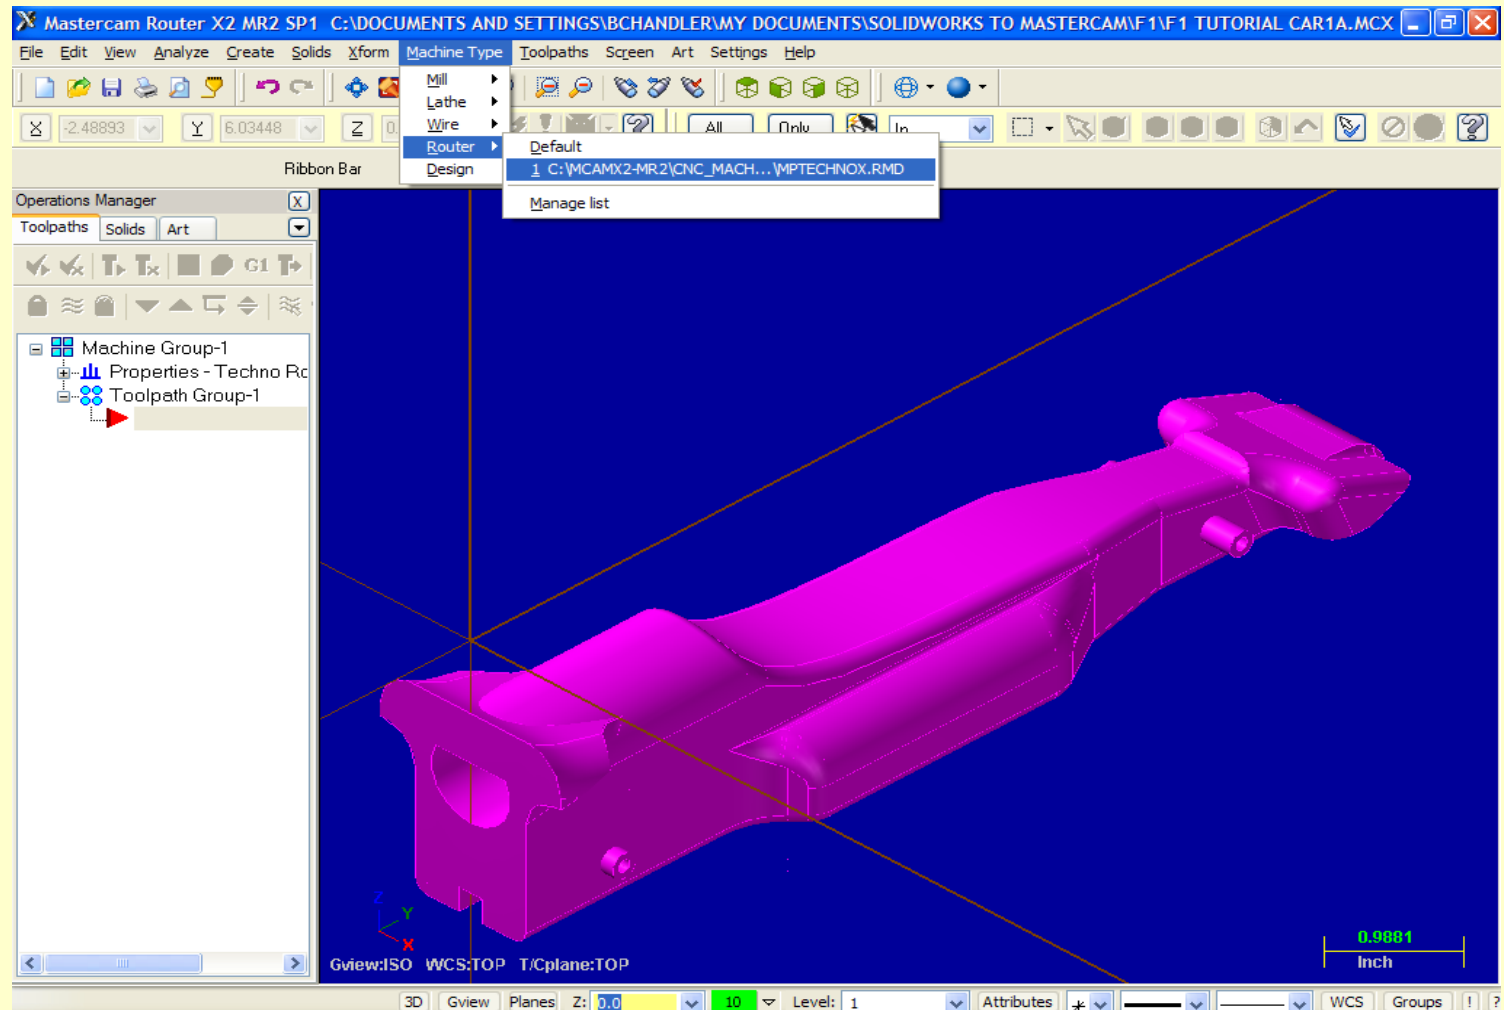 Mastercam Router X2 MR2 SP1 C:\DOCUMENTS AND SETTINGS\BCHANDLER\MY DOCUMENTS\SOLIDWORKS TO MASTERCAM\F1\F1 TUTORIAL CAR1A.MCX
File Edit View Analyze Create Solids Xform Machine Type Toolpaths Screen Art Settings Help
Mill
Lathe
X -2.48893 Y 6.03448 Z 0. Wire All Only In
Router Default
Ribbon Bar Design 1 C:\MCAMX2-MR2\CNC_MACH...\MPTECHNOX.RMD
Manage list
Operations Manager X
Toolpaths Solids Art
G1
Machine Group-1
Properties - Techno Ro
Toolpath Group-1
Z
Y
X
0.9881
Inch
Gview:ISO WCS:TOP T/Cplane:TOP
3D Gview Planes Z: 0.0 10 Level: 1 Attributes WCS Groups ! ?